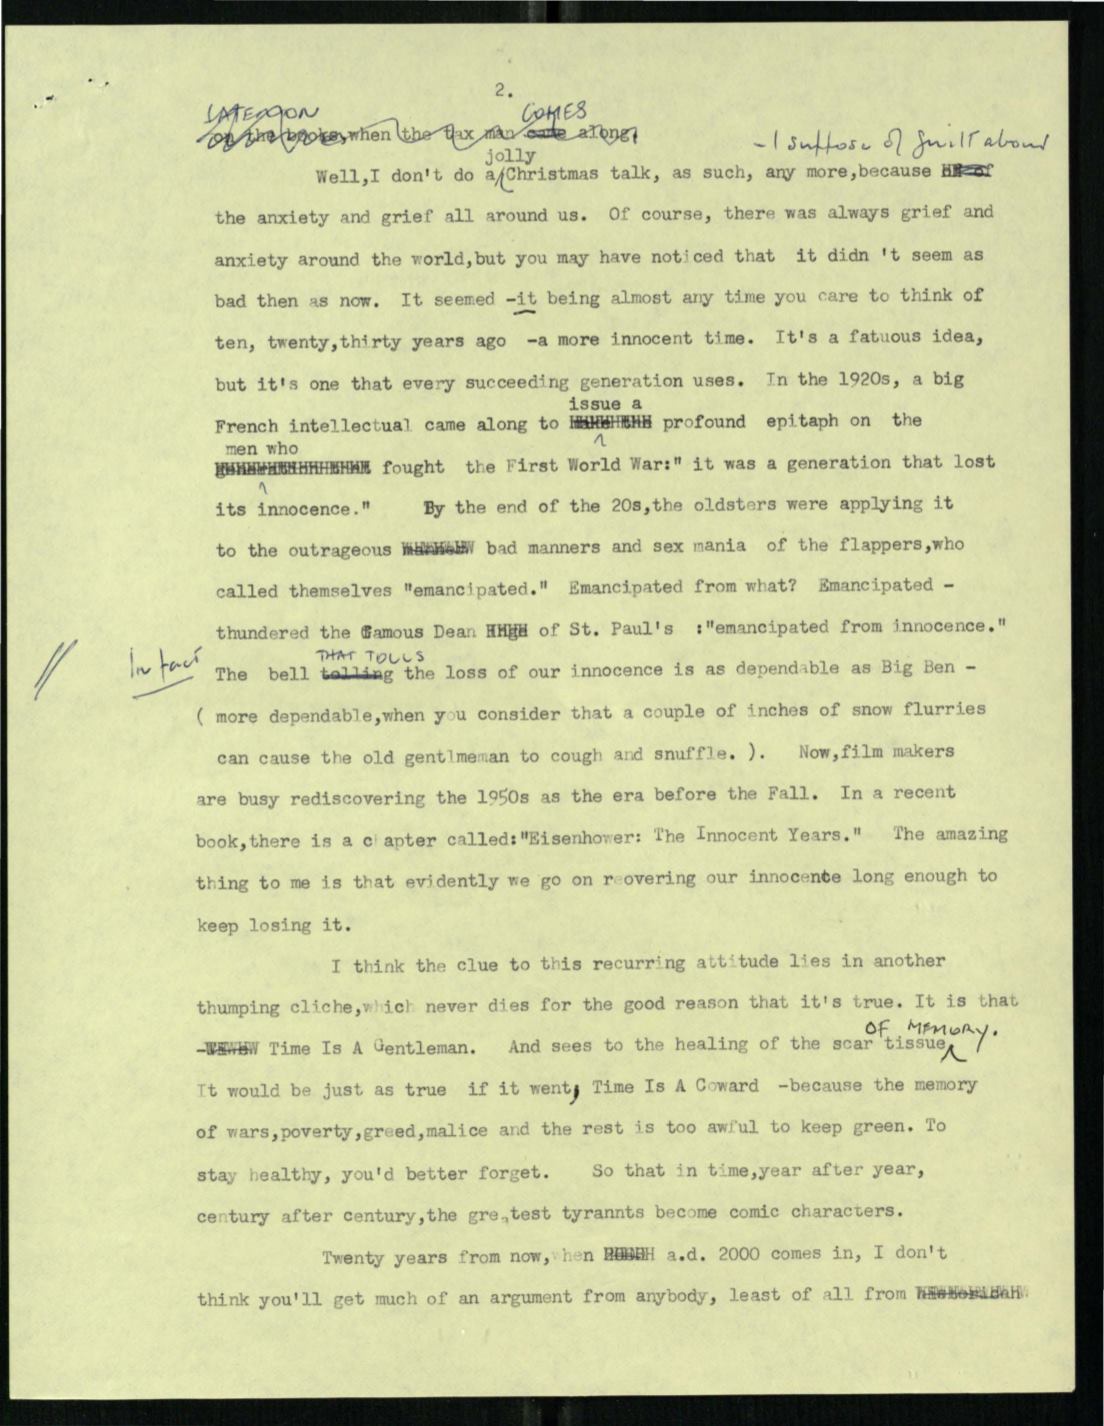 2.
LATER ON COMES
on the books,when the tax man came along.
-I suppose of guilt about
jolly
Well,I don't do a Christmas talk, as such, any more,because of
the anxiety and grief all around us. Of course, there was always grief and
anxiety around the world,but you may have noticed that it didn 't seem as
bad then as now. It seemed -it being almost any time you care to think of
ten, twenty,thirty years ago -a more innocent time. It's a fatuous idea,
but it's one that every succeeding generation uses. In the 1920s, a big
issue a
French intellectual came along to profound epitaph on the
men who
fought the First World War:" it was a generation that lost
its innocence." By the end of the 20s,the oldsters were applying it
to the outrageous bad manners and sex mania of the flappers,who
called themselves "emancipated." Emancipated from what? Emancipated -
thundered the famous Dean of St. Paul's :"emancipated from innocence."
In fact THAT TOLLS
The bell tolling the loss of our innocence is as dependable as Big Ben -
( more dependable,when you consider that a couple of inches of snow flurries
can cause the old gentlmeman to cough and snuffle. ). Now,film makers
are busy rediscovering the 1950s as the era before the Fall. In a recent
book,there is a c apter called:"Eisenhower: The Innocent Years." The amazing
thing to me is that evidently we go on reovering our innocente long enough to
keep losing it.
I think the clue to this recurring attitude lies in another
thumping cliche,which never dies for the good reason that it's true. It is that
OF MEMORY.
- Time Is A Gentleman. And sees to the healing of the scar tissue
It would be just as true if it went, Time Is A Coward -because the memory
of wars,poverty,greed,malice and the rest is too awful to keep green. To
stay healthy, you'd better forget. So that in time,year after year,
century after century,the greatest tyrannts become comic characters.
Twenty years from now,when a.d. 2000 comes in, I don't
think you'll get much of an argument from anybody, least of all from